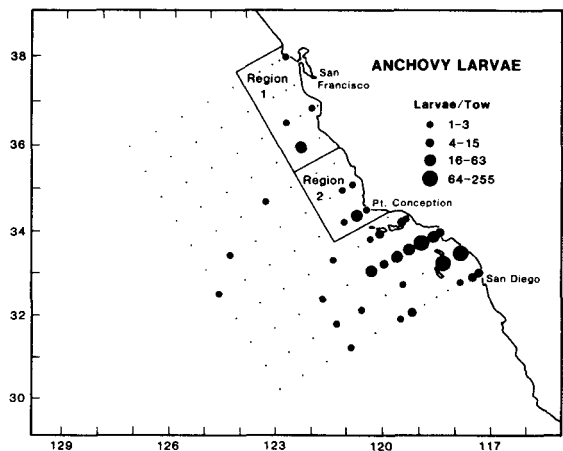 ANCHOVY LARVAE
Larvae/Tow
1-3
4-15
16-63
64-255
Region
1
San
Francisco
Region
2
Pt. Conception
San Diego
38
36
34
32
30
129
126
123
120
117